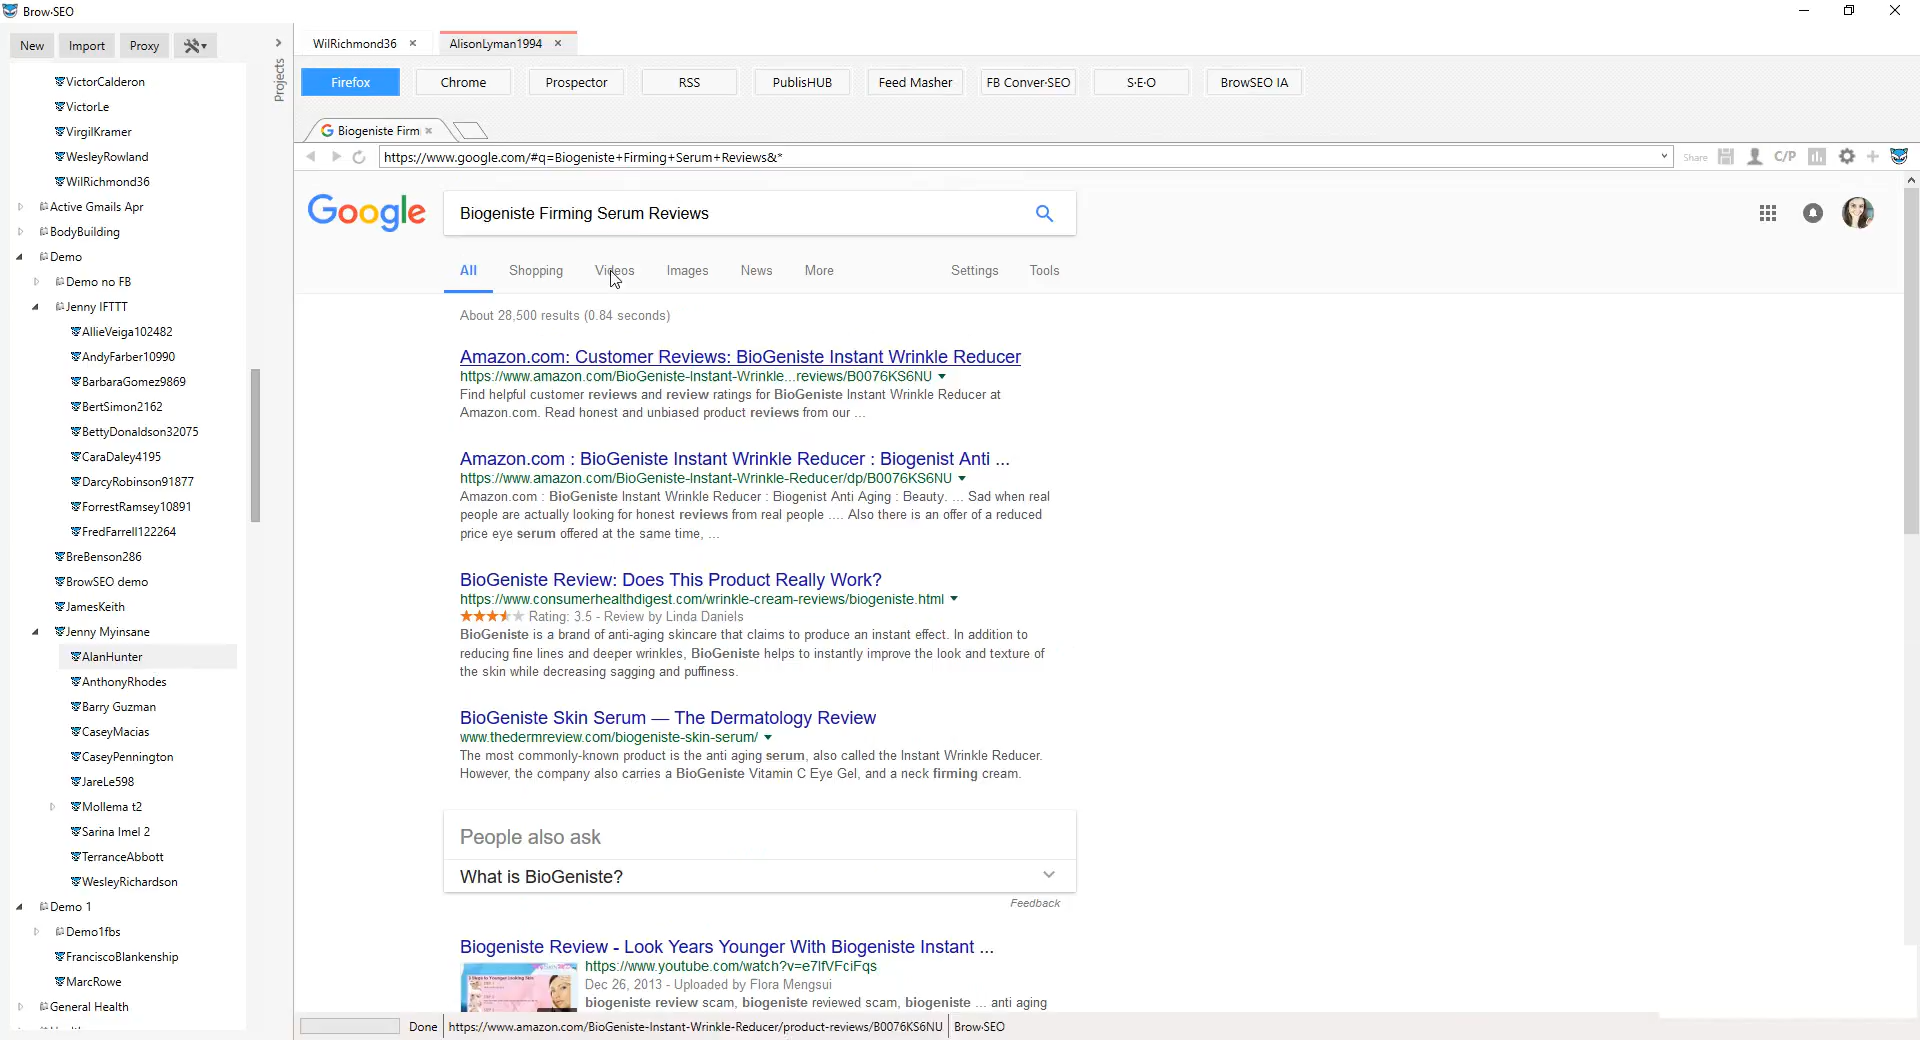 Brow·SEO
New
Import
Proxy
Projects
VictorCalderon
VictorLe
VirgilKramer
WesleyRowland
WilRichmond36
Active Gmails Apr
BodyBuilding
Demo
Demo no FB
Jenny IFTTT
AllieVeiga102482
AndyFarber10990
BarbaraGomez9869
BertSimon2162
BettyDonaldson32075
CaraDaley4195
DarcyRobinson91877
ForrestRamsey10891
FredFarrell122264
BreBenson286
BrowSEO demo
JamesKeith
Jenny Myinsane
AlanHunter
AnthonyRhodes
Barry Guzman
CaseyMacias
CaseyPennington
JareLe598
Mollema t2
Sarina Imel 2
TerranceAbbott
WesleyRichardson
Demo 1
Demo1fbs
FranciscoBlankenship
MarcRowe
General Health
WilRichmond36
AlisonLyman1994
Firefox
Chrome
Prospector
RSS
PublisHUB
Feed Masher
FB Conver·SEO
S·E·O
BrowSEO IA
Biogeniste Firm
https://www.google.com/#q=Biogeniste+Firming+Serum+Reviews&*
Share
C/P
Google
Biogeniste Firming Serum Reviews
All
Shopping
Videos
Images
News
More
Settings
Tools
About 28,500 results (0.84 seconds)
Amazon.com: Customer Reviews: BioGeniste Instant Wrinkle Reducer
https://www.amazon.com/BioGeniste-Instant-Wrinkle...reviews/B0076KS6NU
Find helpful customer reviews and review ratings for BioGeniste Instant Wrinkle Reducer at
Amazon.com. Read honest and unbiased product reviews from our ...
Amazon.com : BioGeniste Instant Wrinkle Reducer : Biogenist Anti ...
https://www.amazon.com/BioGeniste-Instant-Wrinkle-Reducer/dp/B0076KS6NU
Amazon.com : BioGeniste Instant Wrinkle Reducer : Biogenist Anti Aging : Beauty. ... Sad when real
people are actually looking for honest reviews from real people .... Also there is an offer of a reduced
price eye serum offered at the same time, ...
BioGeniste Review: Does This Product Really Work?
https://www.consumerhealthdigest.com/wrinkle-cream-reviews/biogeniste.html
Rating: 3.5 - Review by Linda Daniels
BioGeniste is a brand of anti-aging skincare that claims to produce an instant effect. In addition to
reducing fine lines and deeper wrinkles, BioGeniste helps to instantly improve the look and texture of
the skin while decreasing sagging and puffiness.
BioGeniste Skin Serum — The Dermatology Review
www.thedermreview.com/biogeniste-skin-serum/
The most commonly-known product is the anti aging serum, also called the Instant Wrinkle Reducer.
However, the company also carries a BioGeniste Vitamin C Eye Gel, and a neck firming cream.
People also ask
What is BioGeniste?
Feedback
Biogeniste Review - Look Years Younger With Biogeniste Instant ...
https://www.youtube.com/watch?v=e7lfVFciFqs
Dec 26, 2013 - Uploaded by Flora Mengsui
biogeniste review scam, biogeniste reviewed scam, biogeniste ... anti aging
Done
https://www.amazon.com/BioGeniste-Instant-Wrinkle-Reducer/product-reviews/B0076KS6NU
Brow·SEO